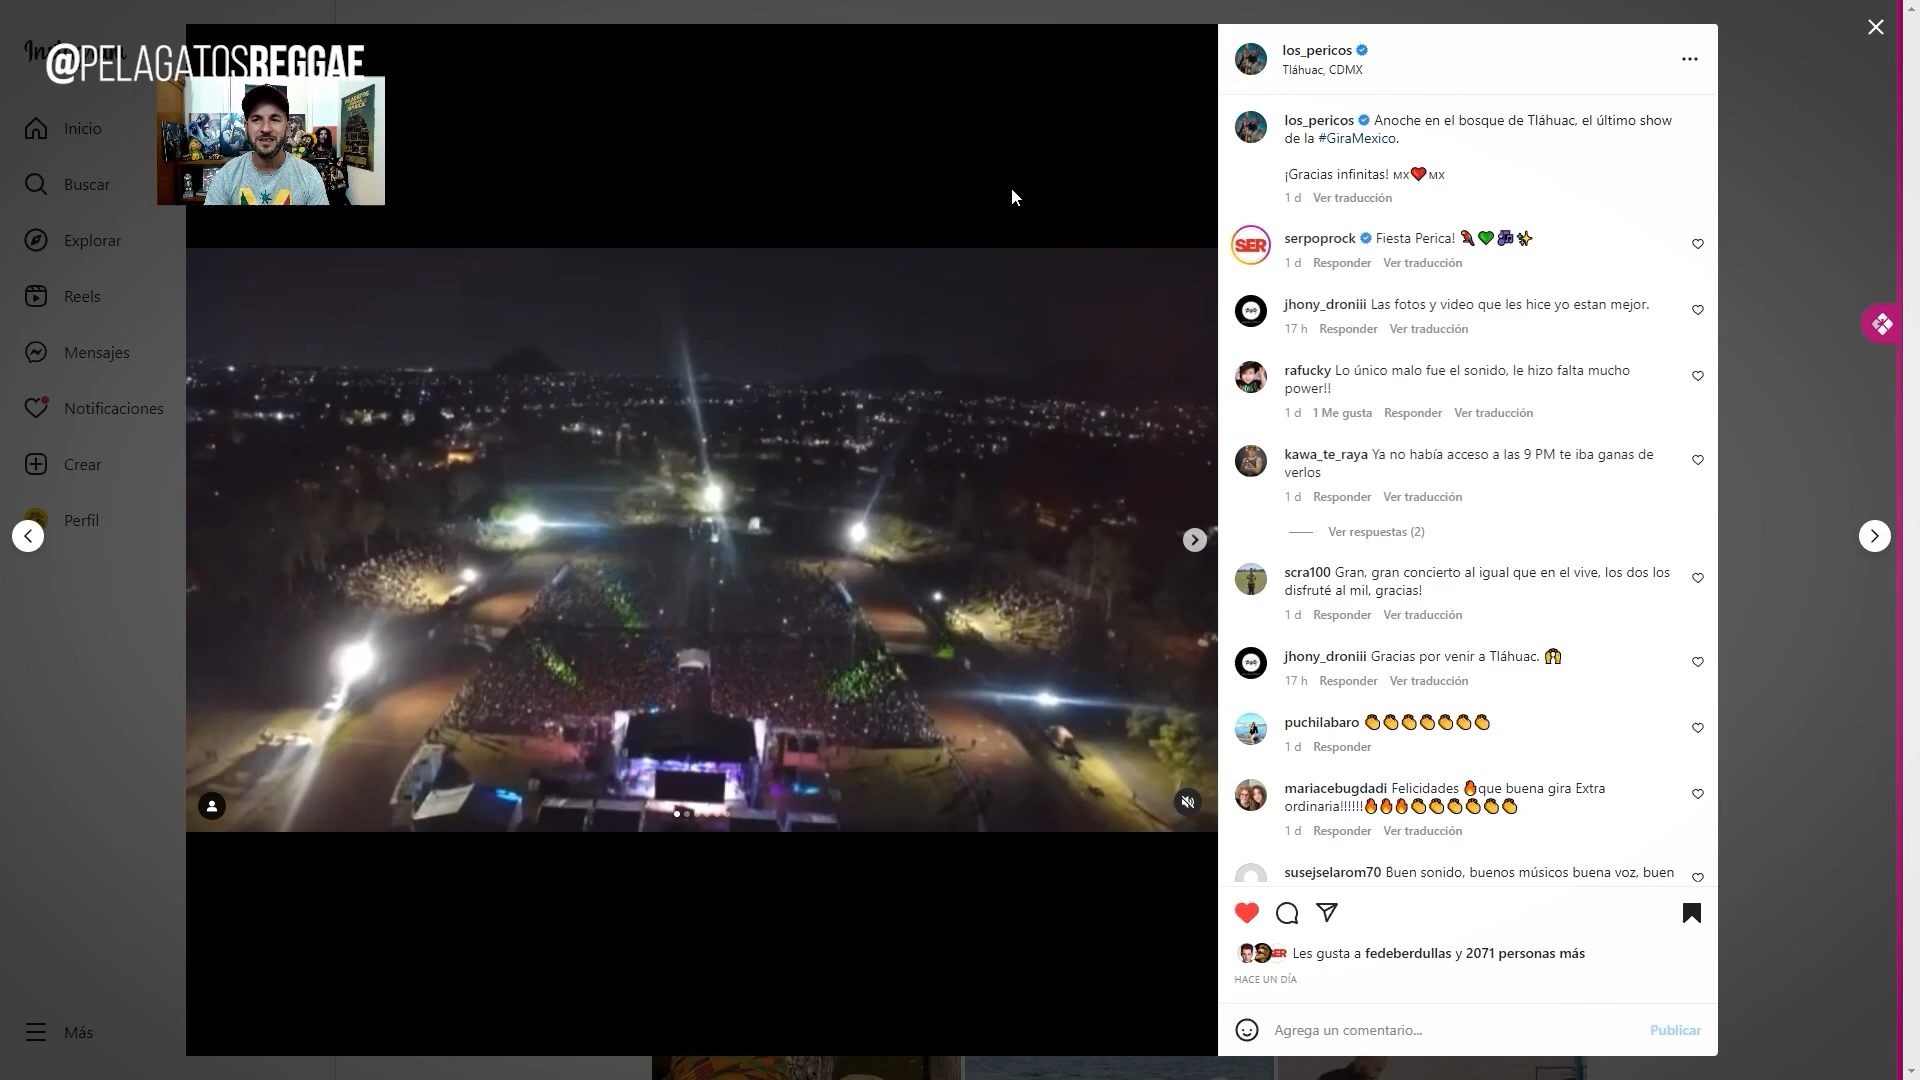 @PELAGATOSREGGAE
Inicio
Buscar
Explorar
Reels
Mensajes
Notificaciones
Crear
Perfil
Más
los_pericos
Tláhuac, CDMX
los_pericos Anoche en el bosque de Tláhuac, el último show
de la #GiraMexico.
¡Gracias infinitas! MX❤️MX
1 d Ver traducción
SER
serpoprock Fiesta Perica! 🦜💚🎶✨
1 d Responder Ver traducción
jhony_droniii Las fotos y video que les hice yo estan mejor.
17 h Responder Ver traducción
rafucky Lo único malo fue el sonido, le hizo falta mucho
power!!
1 d 1 Me gusta Responder Ver traducción
kawa_te_raya Ya no había acceso a las 9 PM te iba ganas de
verlos
1 d Responder Ver traducción
Ver respuestas (2)
scra100 Gran, gran concierto al igual que en el vive, los dos los
disfruté al mil, gracias!
1 d Responder Ver traducción
jhony_droniii Gracias por venir a Tláhuac. 🙌
17 h Responder Ver traducción
puchilabaro 👏👏👏👏👏👏👏
1 d Responder
mariacebugdadi Felicidades 🔥que buena gira Extra
ordinaria!!!!!!🔥🔥🔥👏👏👏👏👏👏
1 d Responder Ver traducción
susejselarom70 Buen sonido, buenos músicos buena voz, buen
Les gusta a fedeberdullas y 2071 personas más
HACE UN DÍA
Agrega un comentario... Publicar